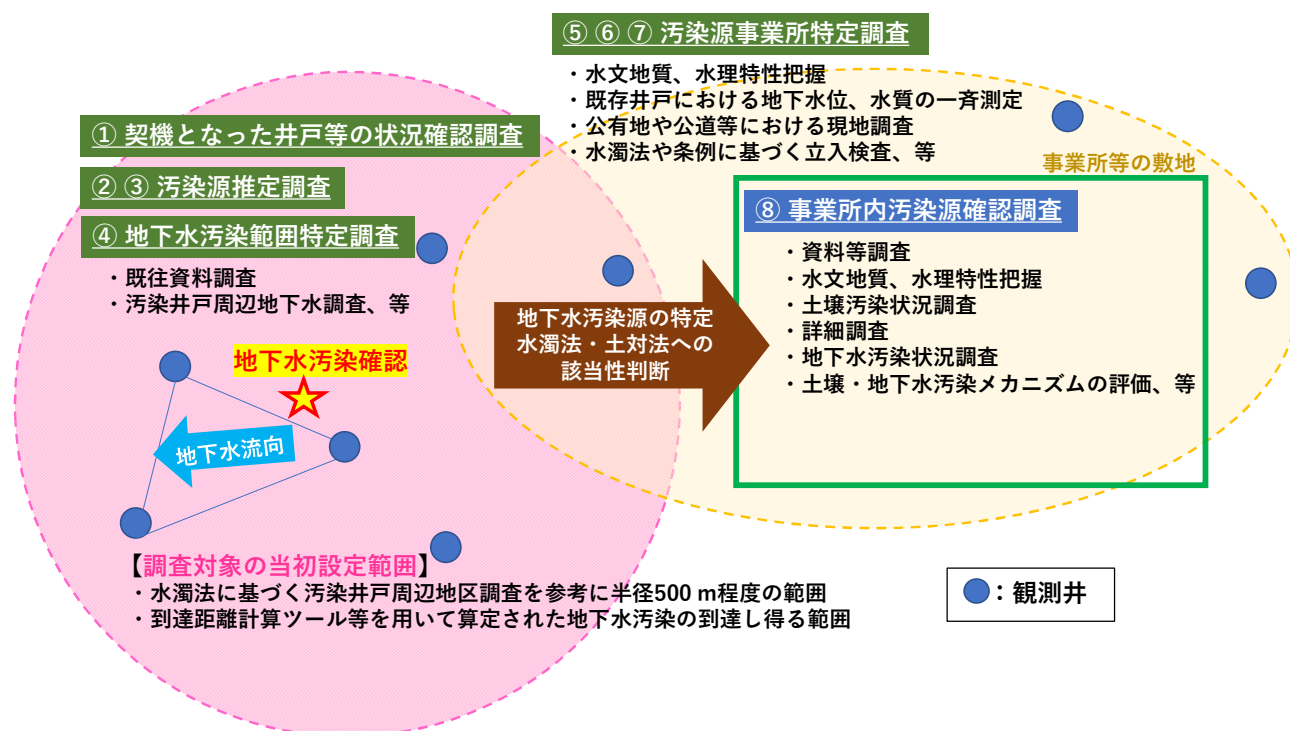 ① 契機となった井戸等の状況確認調査
② ③ 汚染源推定調査
④ 地下水汚染範囲特定調査
・既往資料調査
・汚染井戸周辺地下水調査、等
地下水汚染確認
地下水流向
【調査対象の当初設定範囲】
・水濁法に基づく汚染井戸周辺地区調査を参考に半径500 m程度の範囲
・到達距離計算ツール等を用いて算定された地下水汚染の到達し得る範囲
⑤ ⑥ ⑦ 汚染源事業所特定調査
・水文地質、水理特性把握
・既存井戸における地下水位、水質の一斉測定
・公有地や公道等における現地調査
・水濁法や条例に基づく立入検査、等
地下水汚染源の特定
水濁法・土対法への
該当性判断
事業所等の敷地
⑧ 事業所内汚染源確認調査
・資料等調査
・水文地質、水理特性把握
・土壌汚染状況調査
・詳細調査
・地下水汚染状況調査
・土壌・地下水汚染メカニズムの評価、等
：観測井